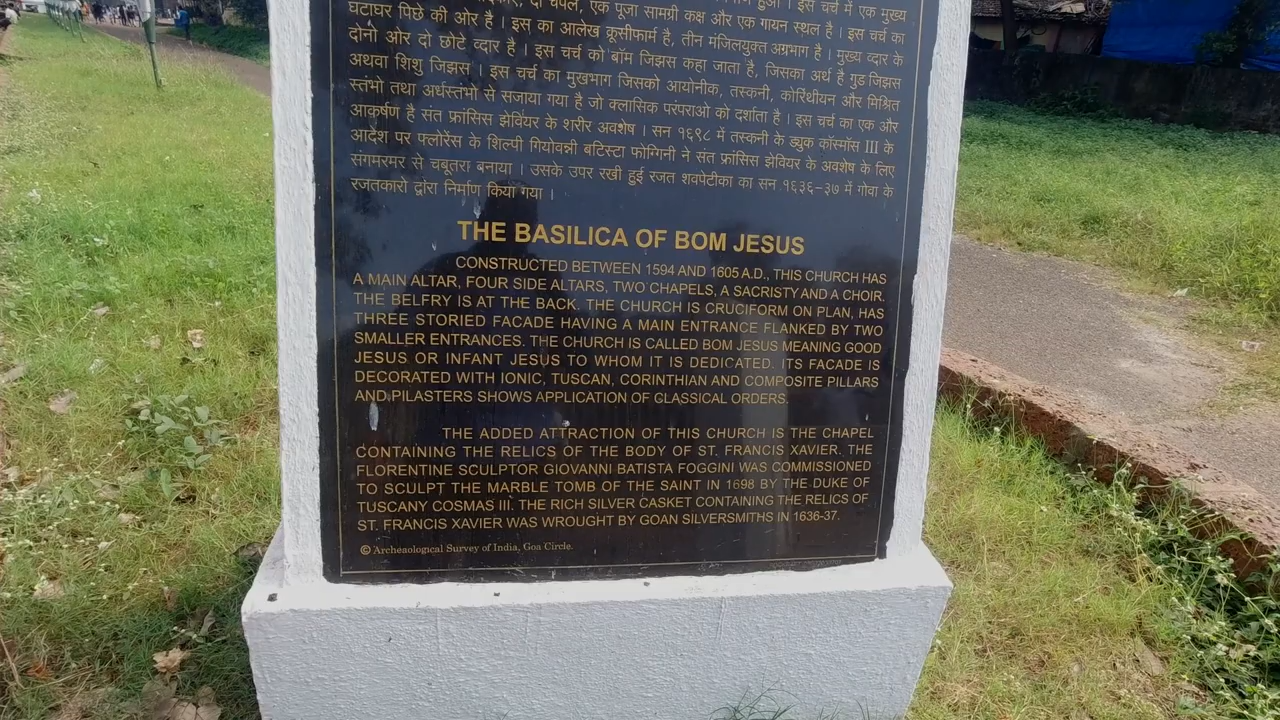 दो चैपल, एक पूजा सामग्री कक्ष और एक गायन स्थल है । इस चर्च का
घंटाघर पिछे की ओर है । इस का आलेख क्रूसीफार्म है, तीन मंजिलयुक्त अग्रभाग है । मुख्य व्दार के
दोनो ओर दो छोटे व्दार है । इस चर्च को बॉम जिझस कहा जाता है, जिसका अर्थ है गुड जिझस
अथवा शिशु जिझस । इस चर्च का मुखभाग जिसको आयोनीक, तस्कनी, कोरिंथीयन और मिश्रित
स्तंभो तथा अर्धस्तंभो से सजाया गया है जो क्लासिक परंपराओ को दर्शाता है । इस चर्च का एक और
आकर्षण है संत फ्रांसिस झेवियर के शरीर अवशेष । सन १६९८ में तस्कनी के ड्युक कॉस्मॉस III के
आदेश पर फ्लोरेंस के शिल्पी गियोवन्नी बटिस्टा फोग्गिनी ने संत फ्रांसिस झेवियर के अवशेष के लिए
संगमरमर से चबूतरा बनाया । उसके उपर रखी हुई रजत शवपेटीका का सन १६३६–३७ में गोवा के
रजतकारो द्वारा निर्माण किया गया ।
THE BASILICA OF BOM JESUS
CONSTRUCTED BETWEEN 1594 AND 1605 A.D., THIS CHURCH HAS
A MAIN ALTAR, FOUR SIDE ALTARS, TWO CHAPELS, A SACRISTY AND A CHOIR.
THE BELFRY IS AT THE BACK. THE CHURCH IS CRUCIFORM ON PLAN, HAS
THREE STORIED FACADE HAVING A MAIN ENTRANCE FLANKED BY TWO
SMALLER ENTRANCES. THE CHURCH IS CALLED BOM JESUS MEANING GOOD
JESUS OR INFANT JESUS TO WHOM IT IS DEDICATED. ITS FACADE IS
DECORATED WITH IONIC, TUSCAN, CORINTHIAN AND COMPOSITE PILLARS
AND PILASTERS SHOWS APPLICATION OF CLASSICAL ORDERS.
THE ADDED ATTRACTION OF THIS CHURCH IS THE CHAPEL
CONTAINING THE RELICS OF THE BODY OF ST. FRANCIS XAVIER. THE
FLORENTINE SCULPTOR GIOVANNI BATISTA FOGGINI WAS COMMISSIONED
TO SCULPT THE MARBLE TOMB OF THE SAINT IN 1698 BY THE DUKE OF
TUSCANY COSMAS III. THE RICH SILVER CASKET CONTAINING THE RELICS OF
ST. FRANCIS XAVIER WAS WROUGHT BY GOAN SILVERSMITHS IN 1636-37.
© Archeaological Survey of India, Goa Circle.